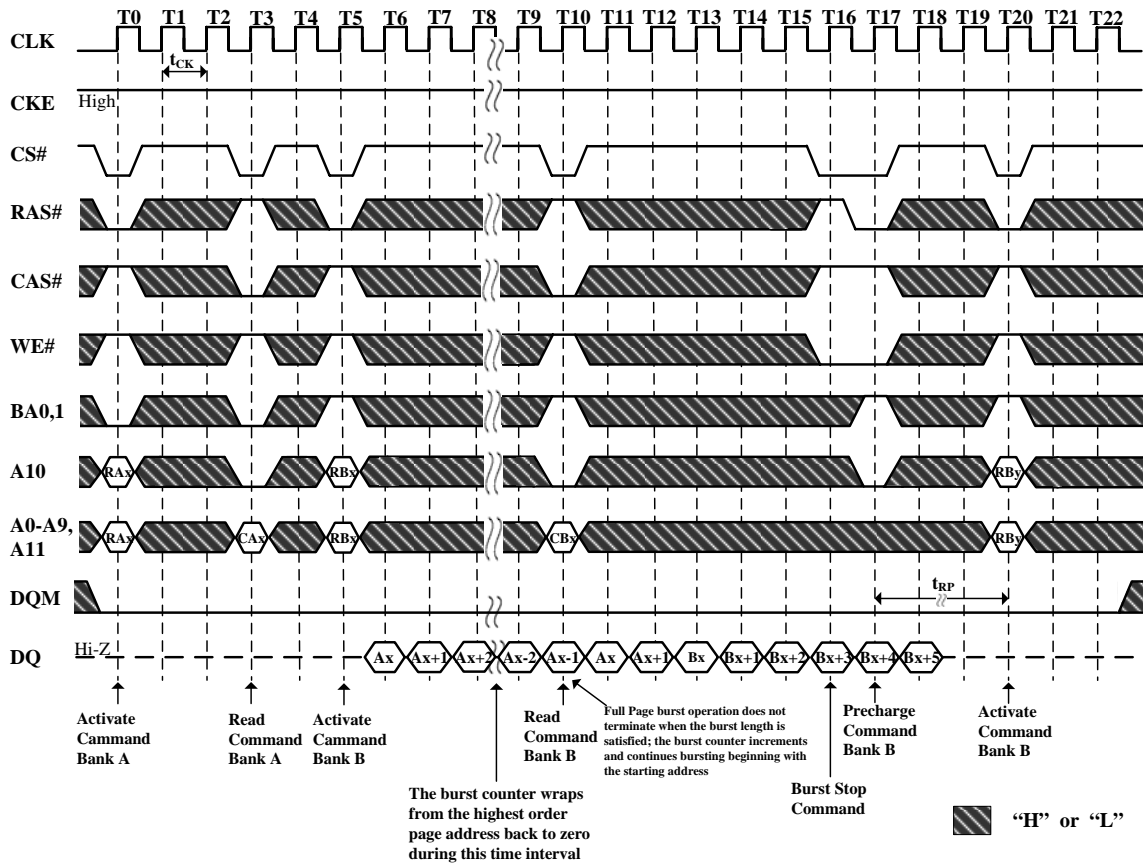 T0 T1 T2 T3 T4 T5 T6 T7 T8 T9 T10 T11 T12 T13 T14 T15 T16 T17 T18 T19 T20 T21 T22
CLK
tCK
CKE High
CS#
RAS#
CAS#
WE#
BA0,1
A10 RAx RBx RBy
A0-A9,
A11
RAx CAx RBx CBx RBy
DQM
tRP
DQ Hi-Z Ax Ax+1 Ax+2 Ax-2 Ax-1 Ax Ax+1 Bx Bx+1 Bx+2 Bx+3 Bx+4 Bx+5
Activate
Cammand
Bank A
Read
Command
Bank A
Activate
Cammand
Bank B
The burst counter wraps
from the highest order
page address back to zero
during this time interval
Read
Command
Bank B
Full Page burst operation does not
terminate when the burst length is
satisfied; the burst counter increments
and continues bursting beginning with
the starting address
Burst Stop
Command
Precharge
Command
Bank B
Activate
Command
Bank B
“H” or “L”